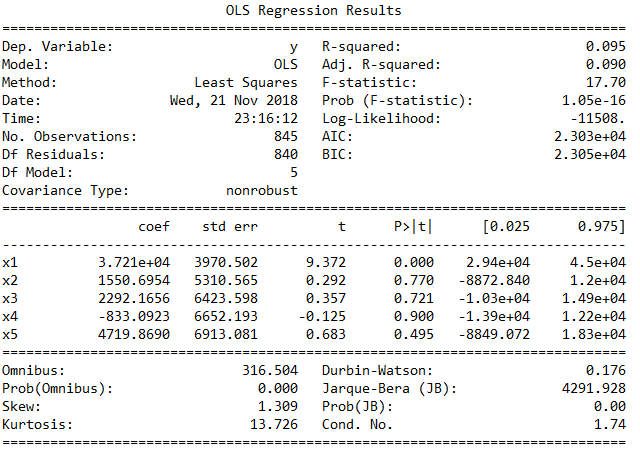 OLS Regression Results
==============================================================================
Dep. Variable:                      y   R-squared:                       0.095
Model:                            OLS   Adj. R-squared:                  0.090
Method:                 Least Squares   F-statistic:                     17.70
Date:                Wed, 21 Nov 2018   Prob (F-statistic):           1.05e-16
Time:                        23:16:12   Log-Likelihood:                -11508.
No. Observations:                 845   AIC:                         2.303e+04
Df Residuals:                     840   BIC:                         2.305e+04
Df Model:                           5
Covariance Type:            nonrobust
==============================================================================
                 coef    std err          t      P>|t|      [0.025      0.975]
------------------------------------------------------------------------------
x1          3.721e+04   3970.502      9.372      0.000    2.94e+04     4.5e+04
x2          1550.6954   5310.565      0.292      0.770   -8872.840     1.2e+04
x3          2292.1656   6423.598      0.357      0.721   -1.03e+04    1.49e+04
x4          -833.0923   6652.193     -0.125      0.900   -1.39e+04    1.22e+04
x5          4719.8690   6913.081      0.683      0.495   -8849.072    1.83e+04
==============================================================================
Omnibus:                      316.504   Durbin-Watson:                   0.176
Prob(Omnibus):                  0.000   Jarque-Bera (JB):             4291.928
Skew:                           1.309   Prob(JB):                         0.00
Kurtosis:                      13.726   Cond. No.                         1.74
==============================================================================